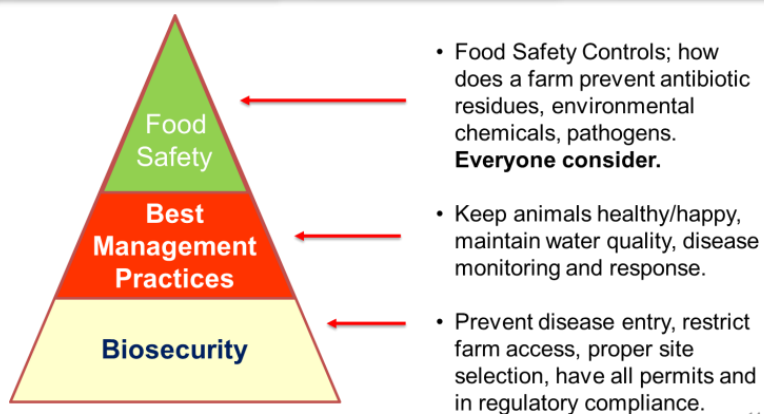 Food
Safety
Best
Management
Practices
Biosecurity
• Food Safety Controls; how
does a farm prevent antibiotic
residues, environmental
chemicals, pathogens.
Everyone consider.
• Keep animals healthy/happy,
maintain water quality, disease
monitoring and response.
• Prevent disease entry, restrict
farm access, proper site
selection, have all permits and
in regulatory compliance.